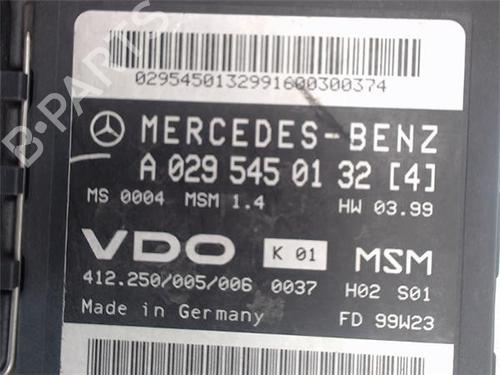 0295450132991600300374
MERCEDES-BENZ
A 029 545 01 32 [4]
MS 0004 MSM 1.4 HW 03.99
VDO K 01 MSM
412.250/005/006 0037 H02 S01
Made in Germany FD 99W23
B-PARTS